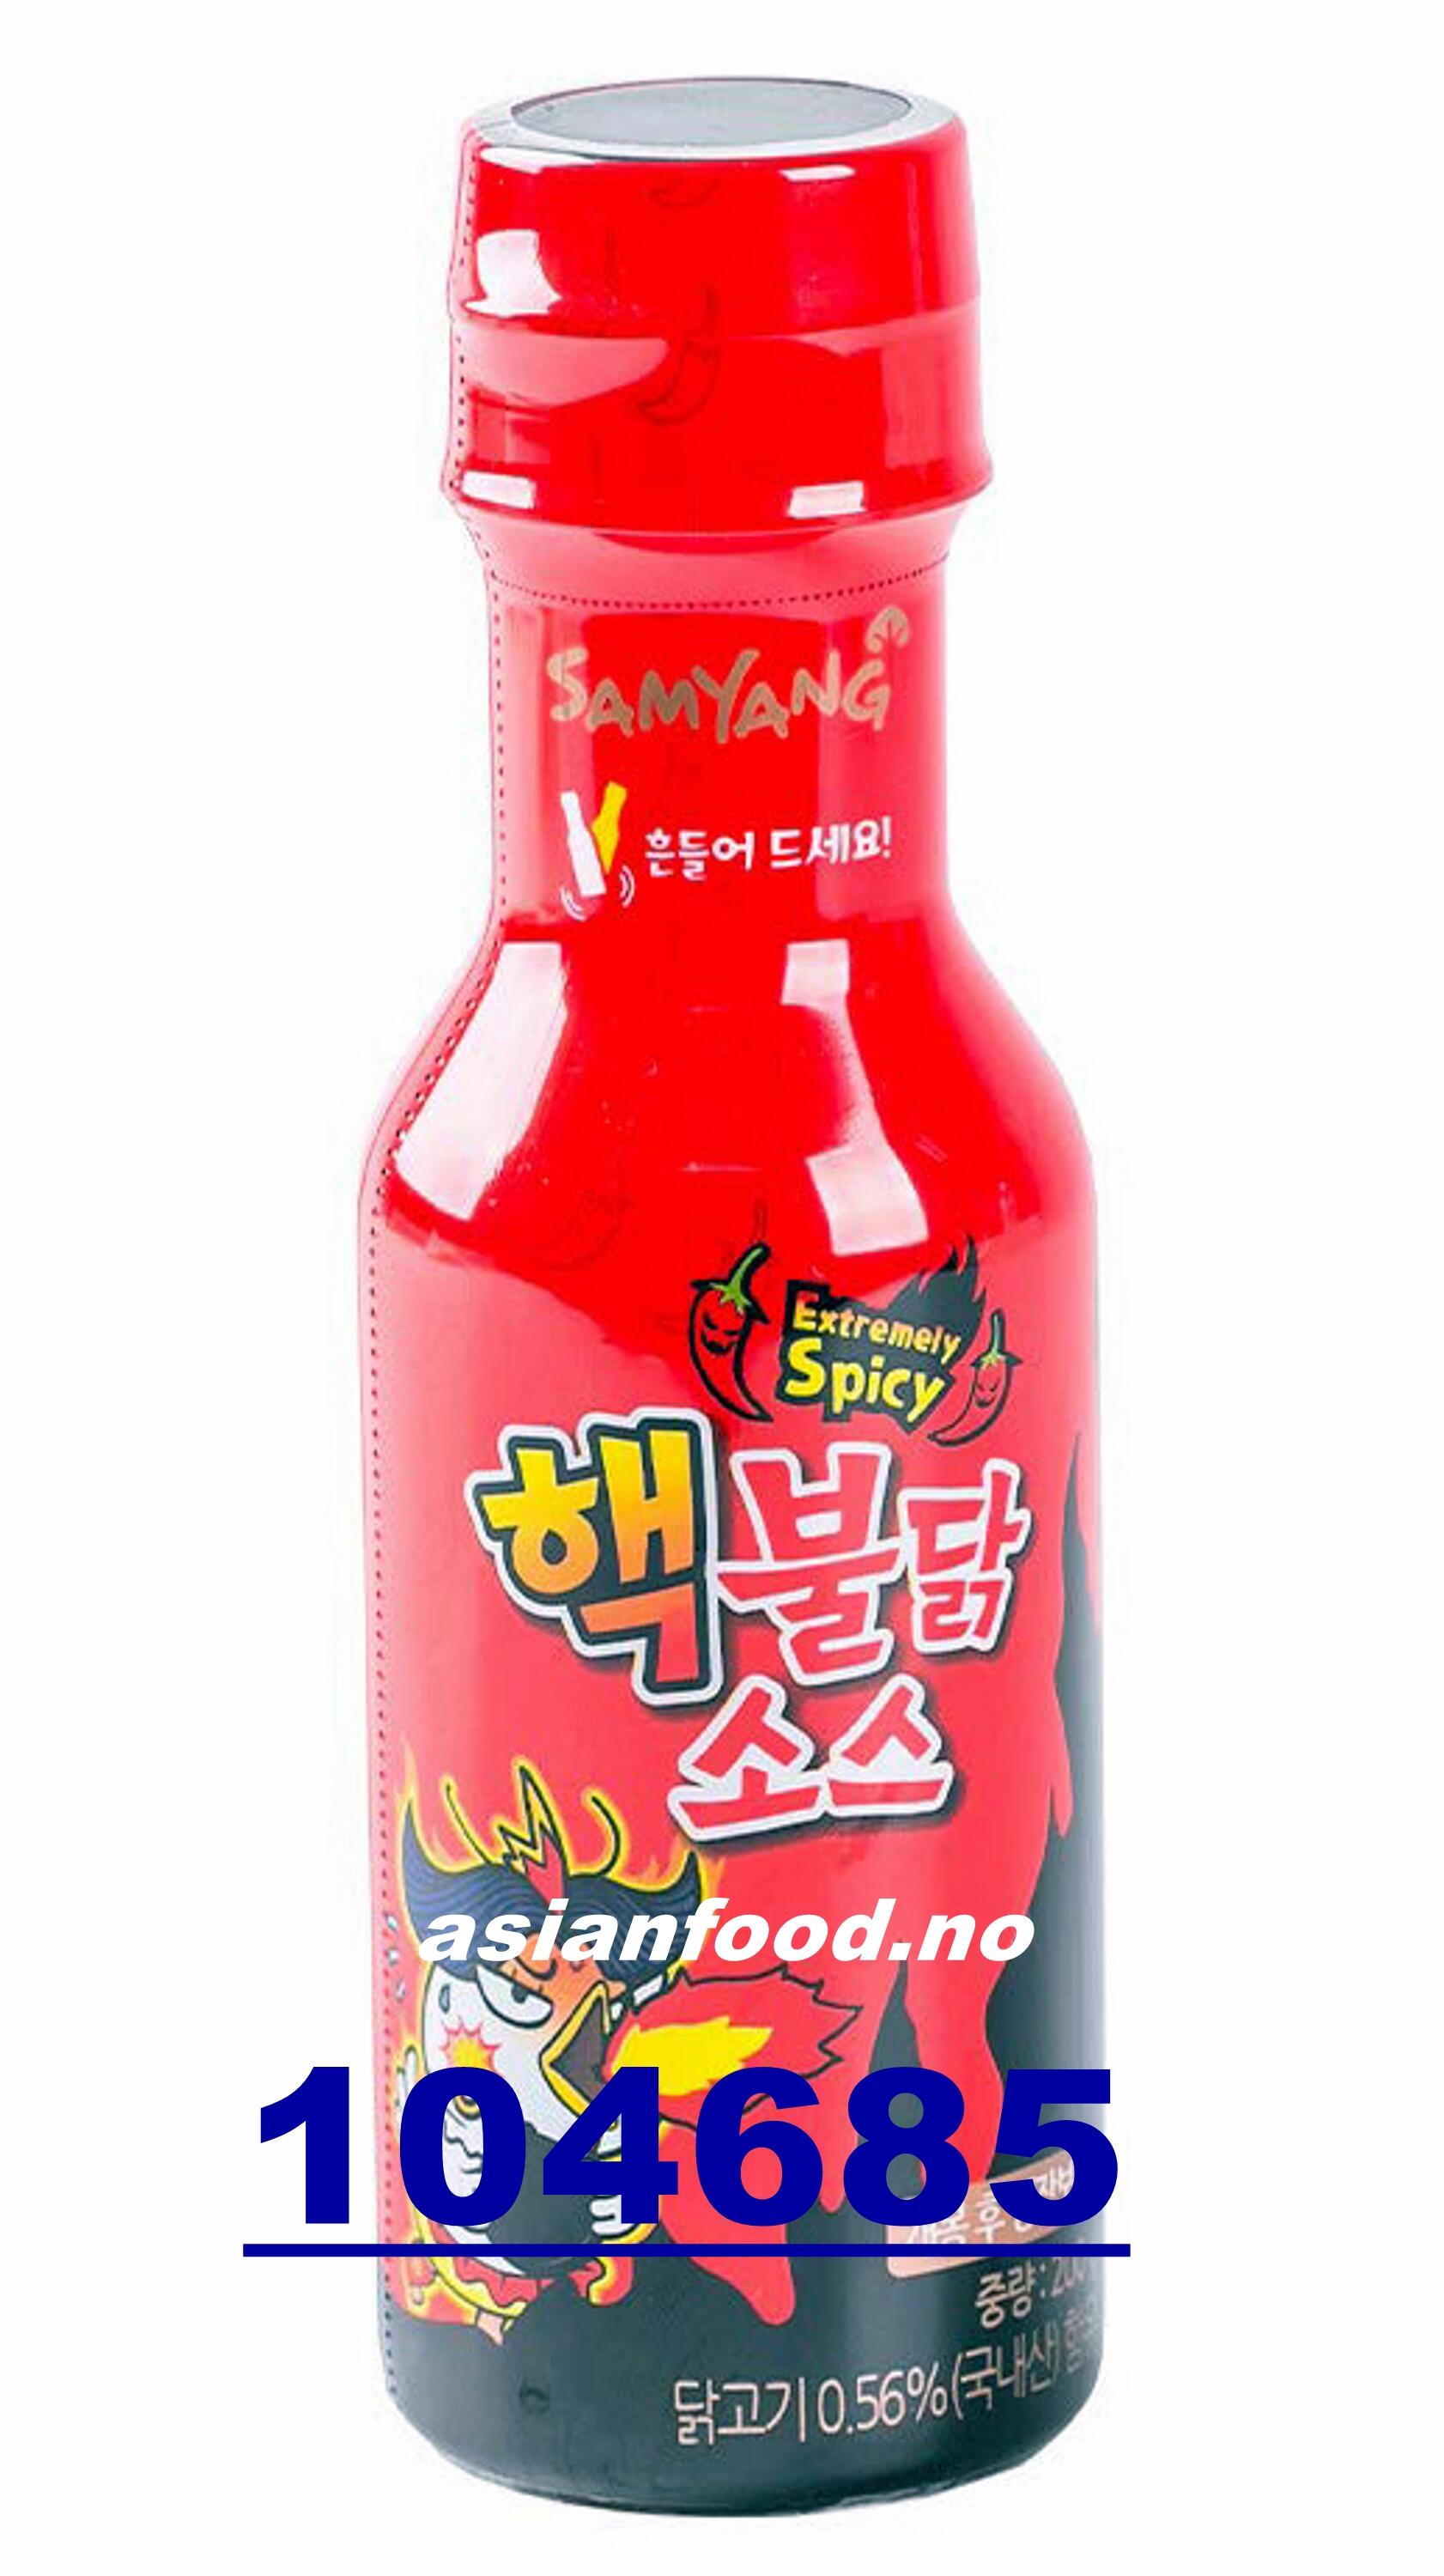 SAMYANG
흔들어 드세요!
Extremely
Spicy
핵불닭
소스
asianfood.no
104685
후
중량:
닭고기 0.56%(국내산)